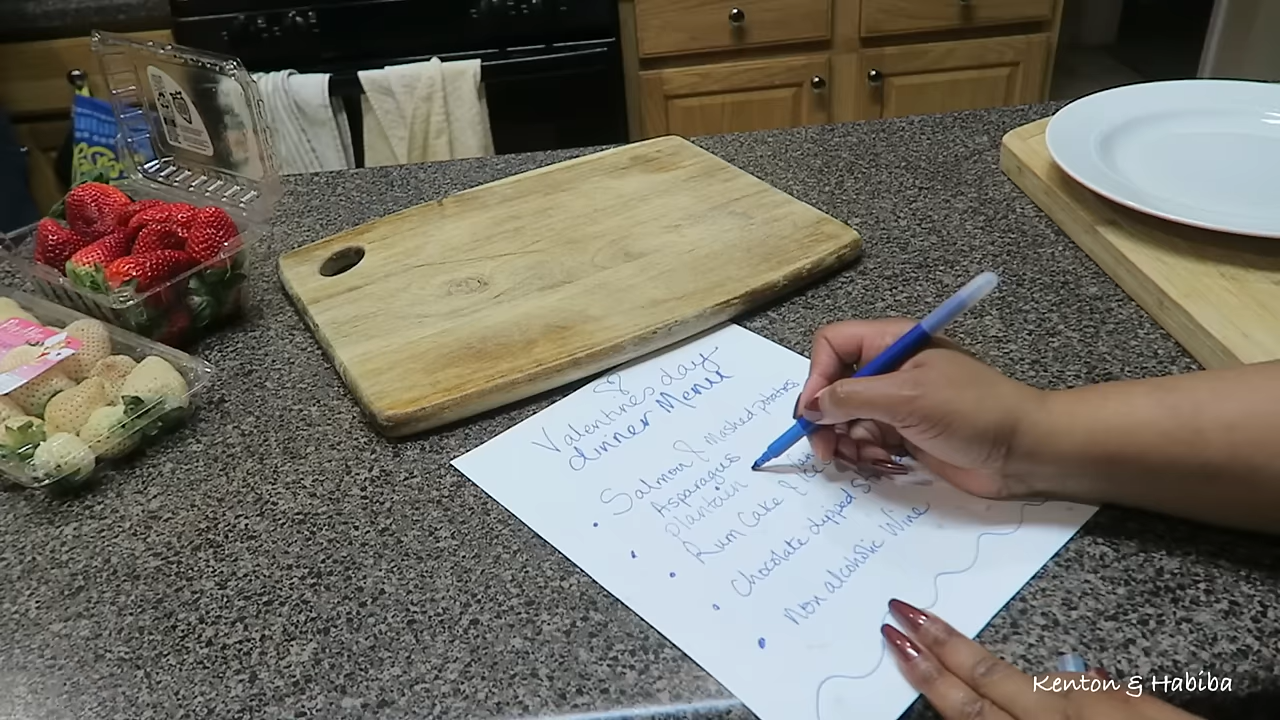 Valentines day
dinner Menu
Salmon & Mashed potatoes
Asparagus
plantain
Rum Cake &
Chocolate dipped
Non alcoholic Wine
Kenton & Habiba